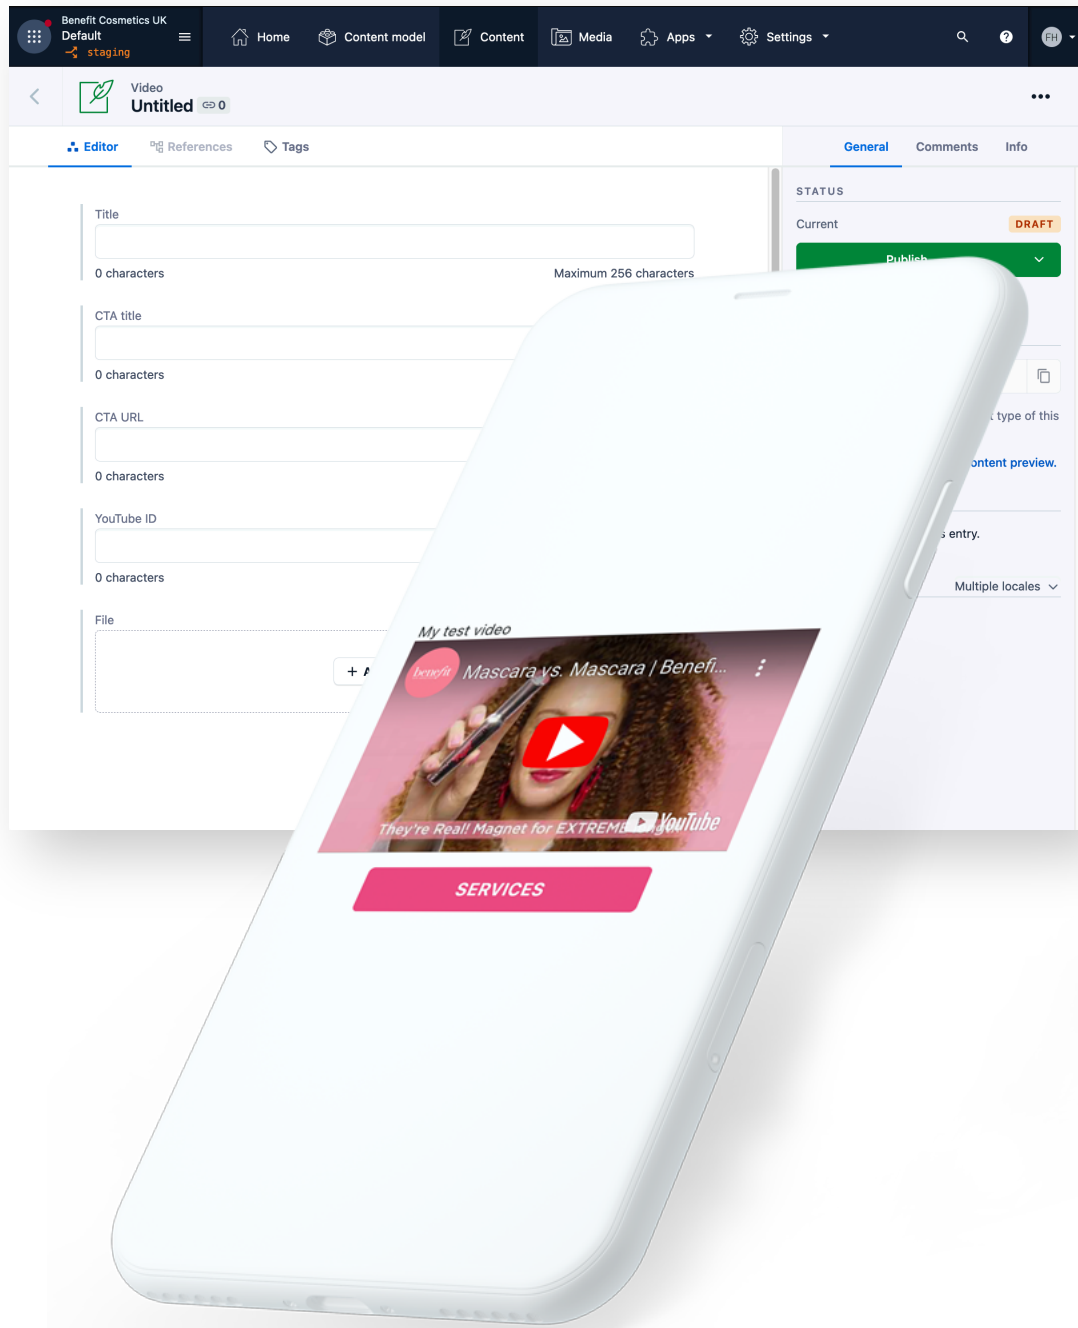 Benefit Cosmetics UK
Default
staging
Home
Content model
Content
Media
Apps
Settings
?
FH
Video
Untitled 0
Editor
References
Tags
General
Comments
Info
STATUS
Current
DRAFT
Publish
Title
0 characters
Maximum 256 characters
CTA title
0 characters
type of this
CTA URL
0 characters
ontent preview.
YouTube ID
0 characters
s entry.
Multiple locales
File
+ A
My test video
benefit
Mascara vs. Mascara | Benefi...
They're Real! Magnet for EXTREME
YouTube
SERVICES